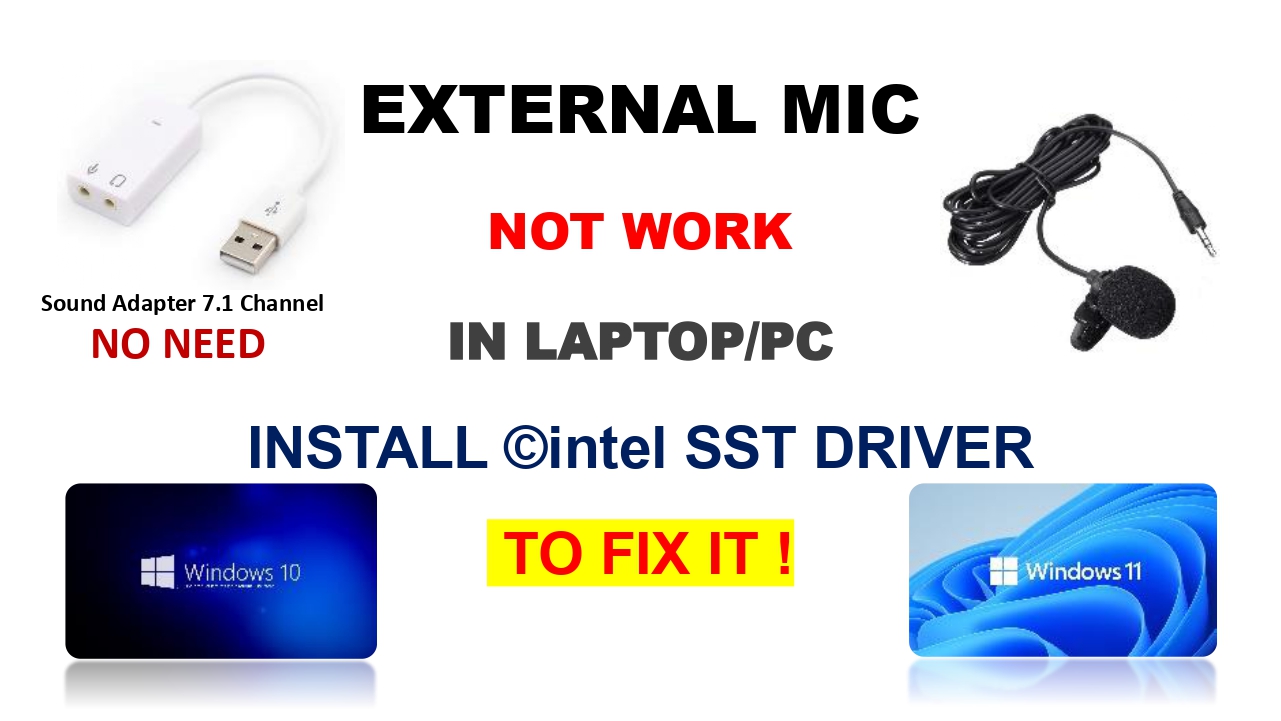 EXTERNAL MIC
NOT WORK
Sound Adapter 7.1 Channel
NO NEED
IN LAPTOP/PC
INSTALL ©intel SST DRIVER
TO FIX IT !
Windows 10
Windows 11